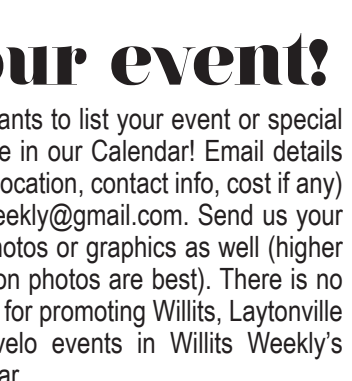 our event!
ants to list your event or special
e in our Calendar! Email details
ocation, contact info, cost if any)
eekly@gmail.com. Send us your
hotos or graphics as well (higher
on photos are best). There is no
for promoting Willits, Laytonville
velo events in Willits Weekly's
ar